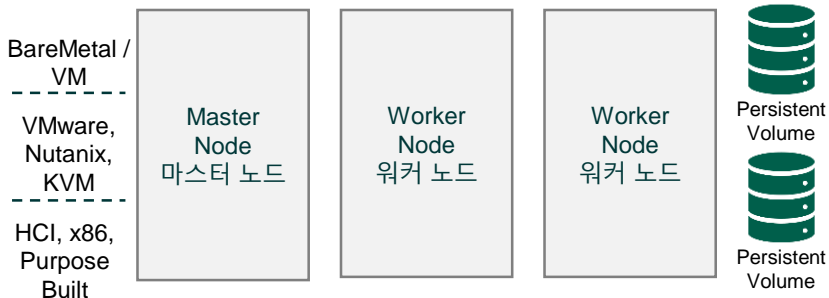 BareMetal /
VM
VMware,
Nutanix,
KVM
HCI, x86,
Purpose
Built
Master
Node
마스터 노드
Worker
Node
워커 노드
Worker
Node
워커 노드
Persistent
Volume
Persistent
Volume